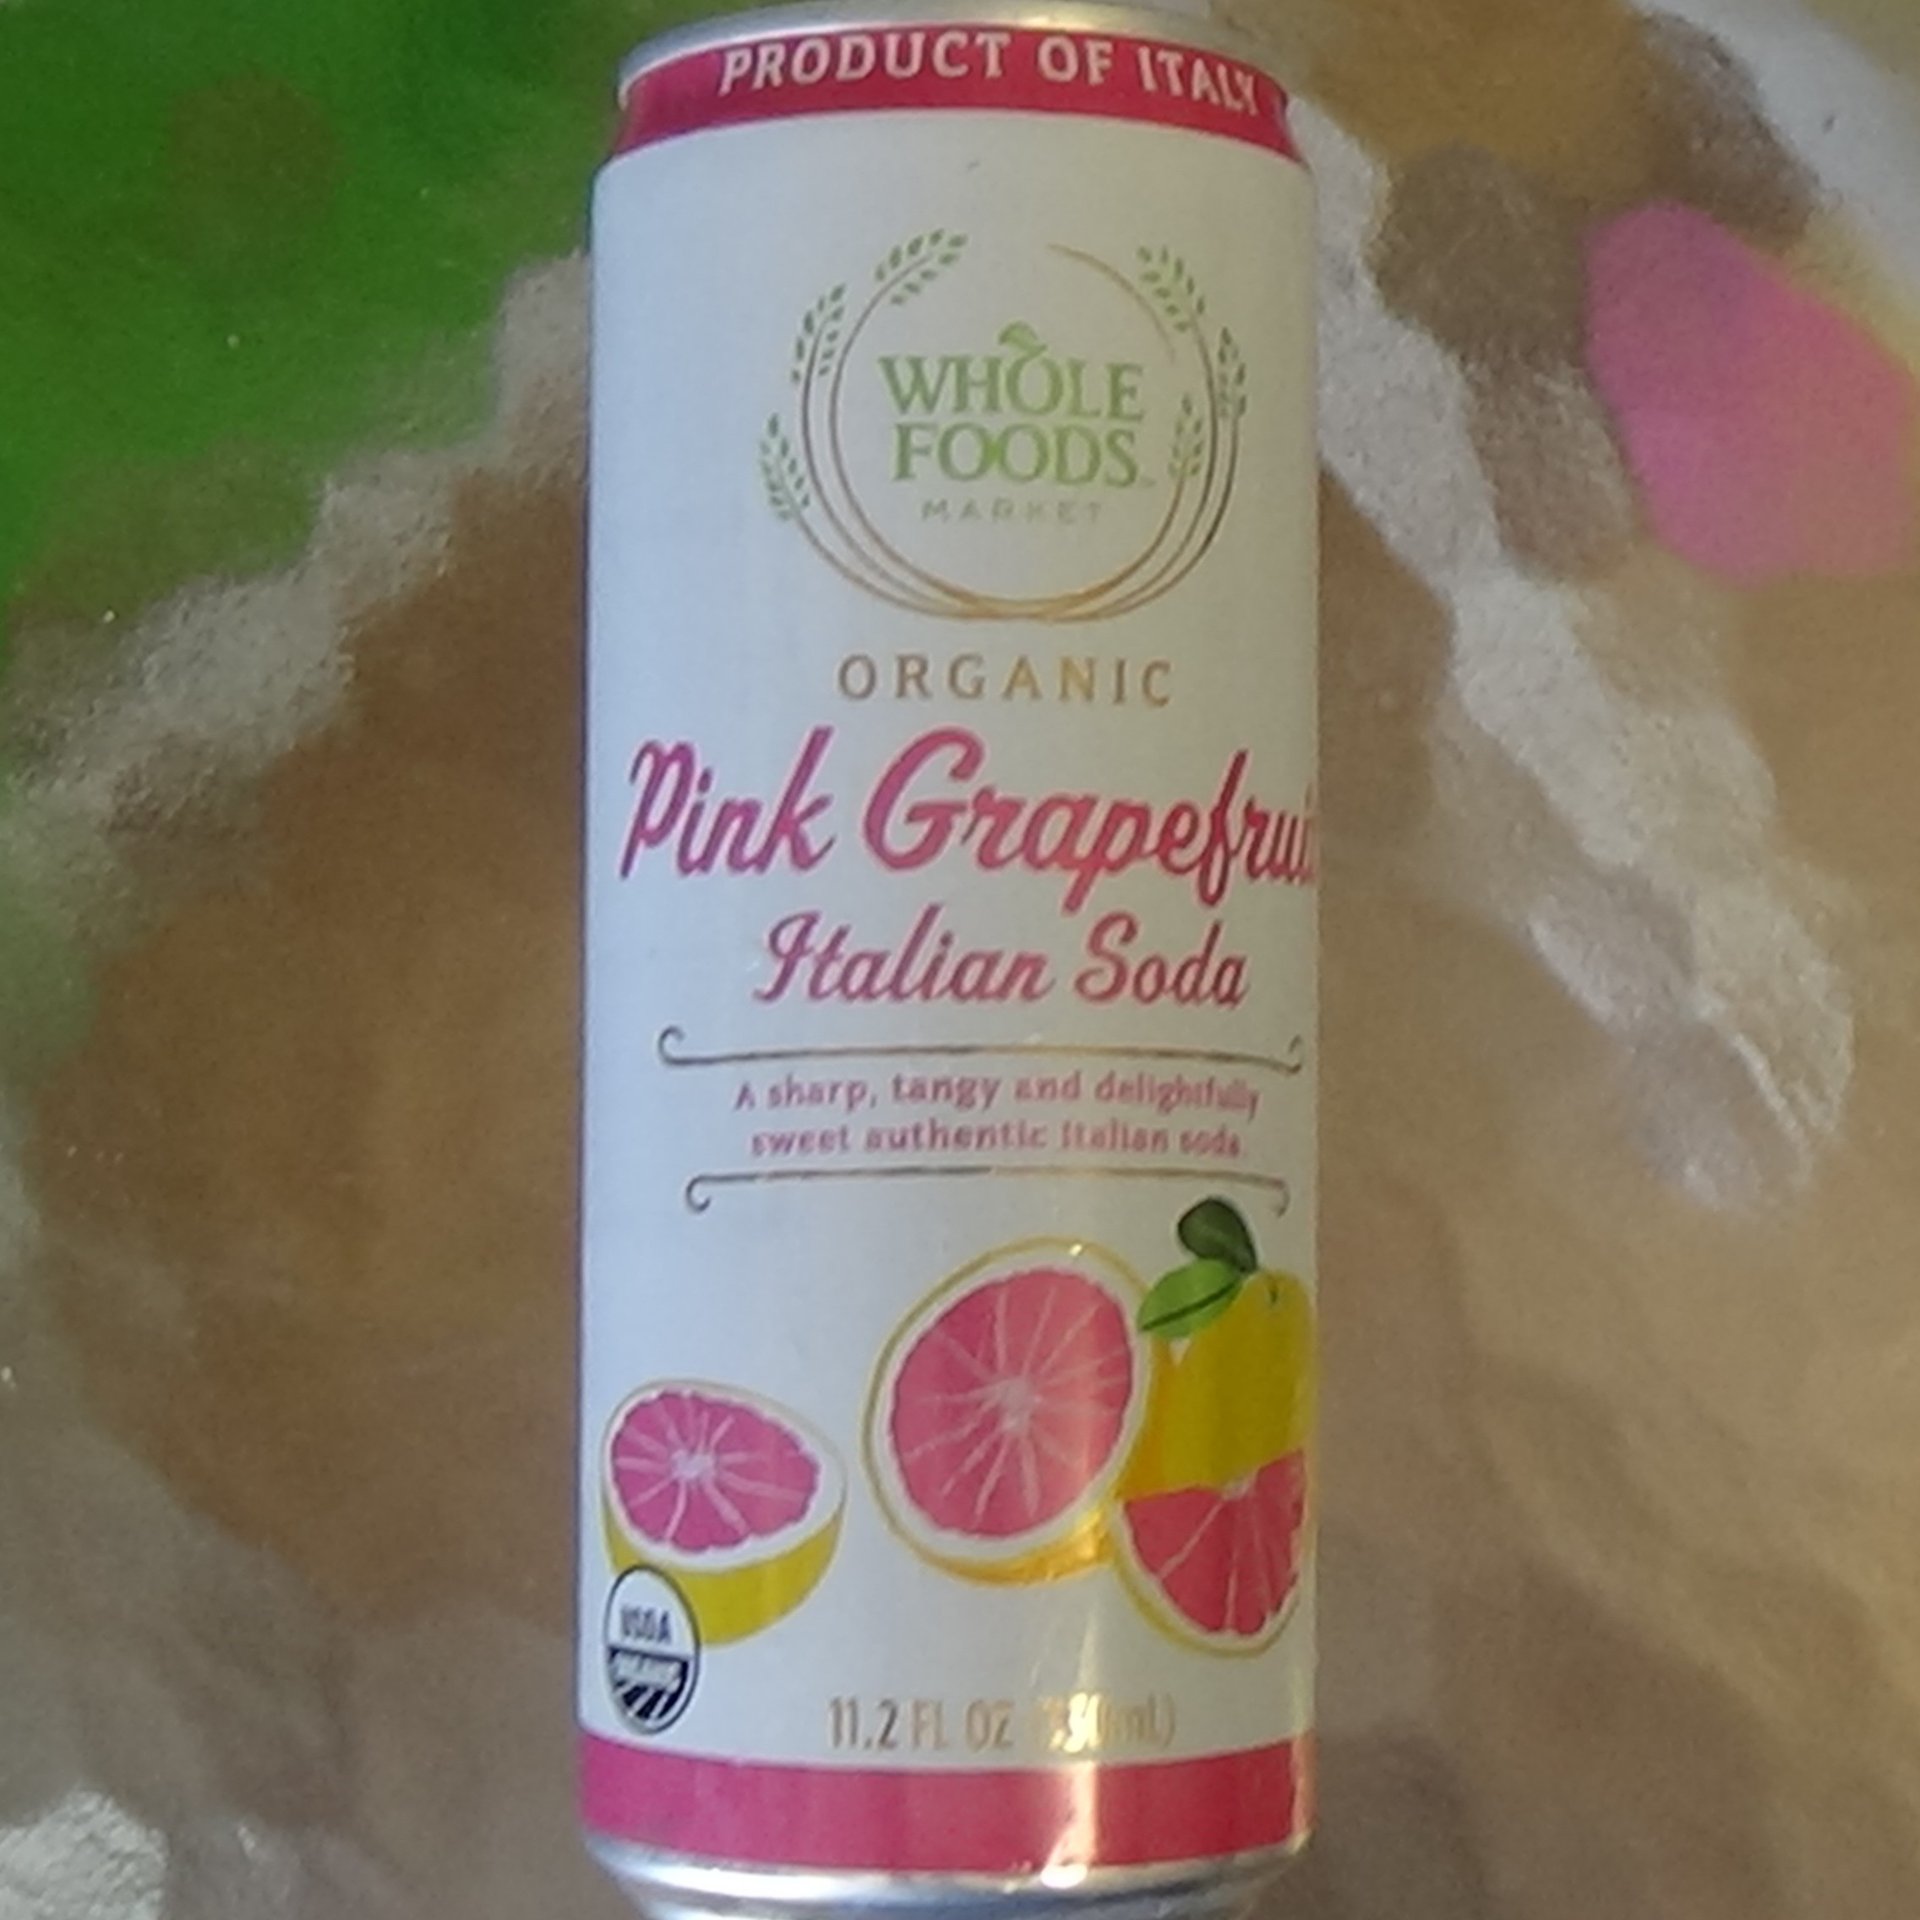 PRODUCT OF ITALY
WHOLE
FOODS
MARKET
ORGANIC
Pink Grapefruit
Italian Soda
A sharp, tangy and delightfully
sweet authentic Italian soda.
USDA
ORGANIC
11.2 FL OZ